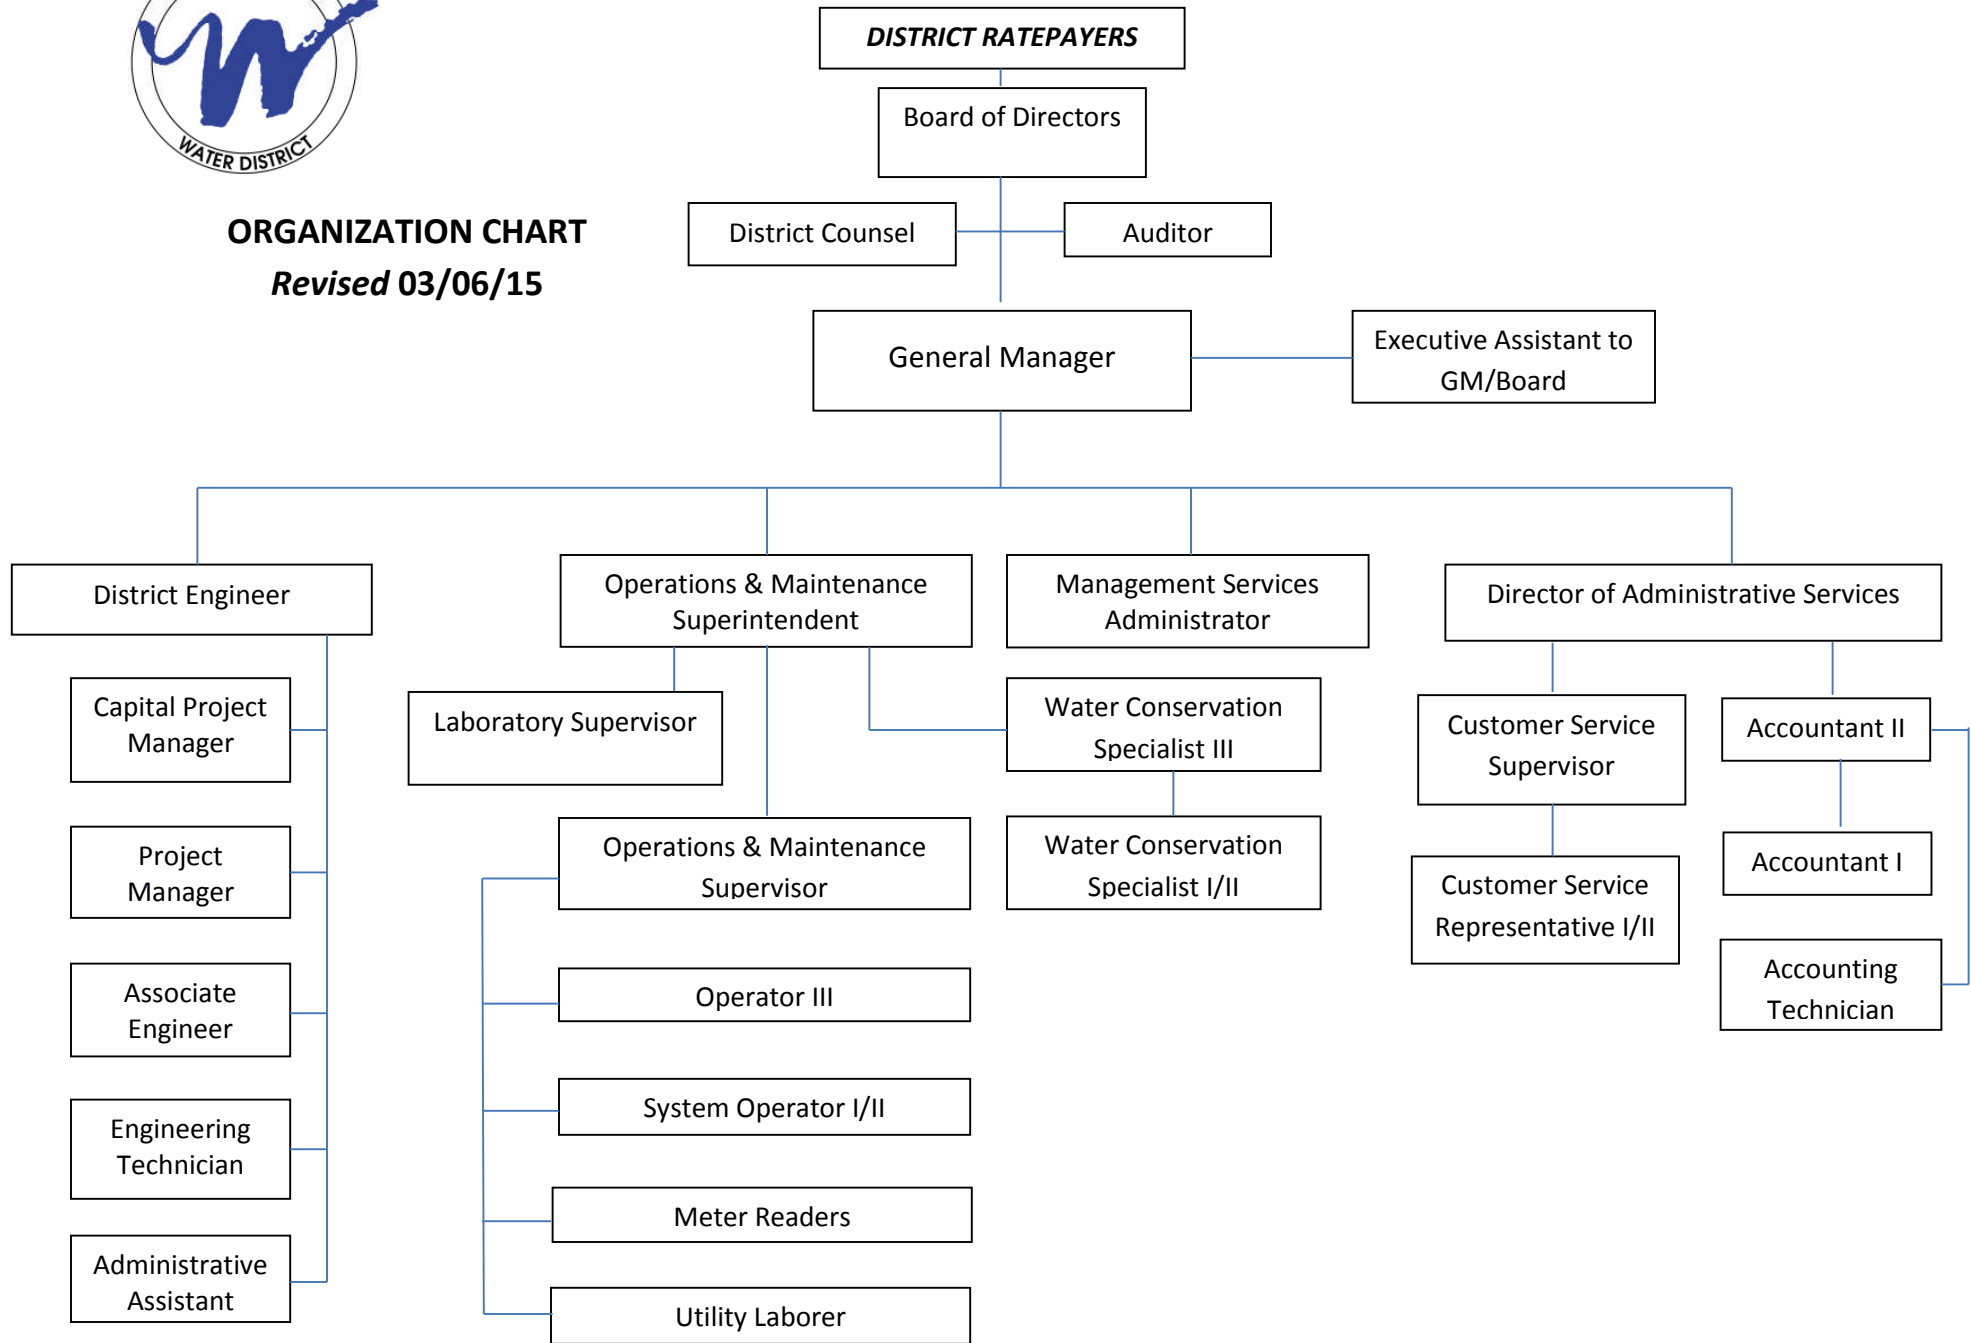 WATER DISTRICT
ORGANIZATION CHART
Revised 03/06/15
DISTRICT RATEPAYERS
Board of Directors
District Counsel
Auditor
General Manager
Executive Assistant to
GM/Board
District Engineer
Capital Project
Manager
Project
Manager
Associate
Engineer
Engineering
Technician
Administrative
Assistant
Operations & Maintenance
Superintendent
Laboratory Supervisor
Operations & Maintenance
Supervisor
Operator III
System Operator I/II
Meter Readers
Utility Laborer
Management Services
Administrator
Water Conservation
Specialist III
Water Conservation
Specialist I/II
Director of Administrative Services
Customer Service
Supervisor
Customer Service
Representative I/II
Accountant II
Accountant I
Accounting
Technician